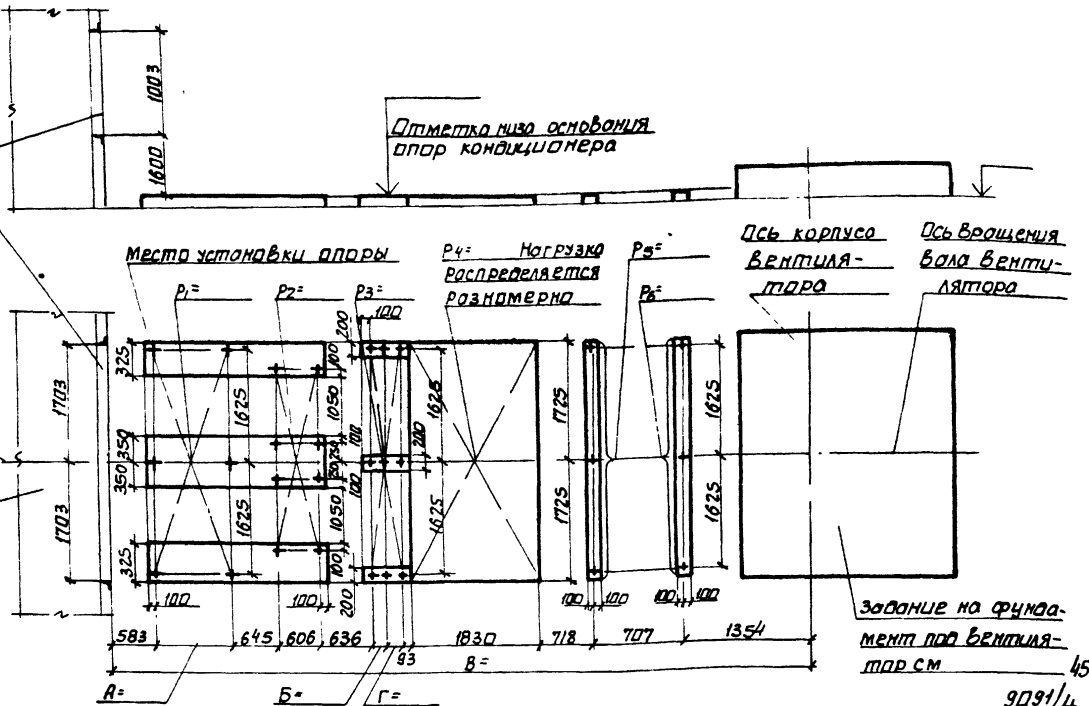 1003
1600
Отметка низа основания
опор кондиционера
Место установки опоры
P1=
P2=
P3=
P4= Нагрузка
распределяется
равномерно
P5=
P6=
Ось корпуса
вентиля-
тора
Ось вращения
вала венти-
лятора
200
100
325
1703
1625
100
1050
350
350
100
200
1625
1725
1625
1703
1625
1050
100
1625
1725
1625
325
100
100
200
100
100
100
100
100
583
645
606
636
93
1830
718
707
1354
А=
Б=
Г=
В=
Задание на фунда-
мент под вентиля-
тор см
45
9091/4